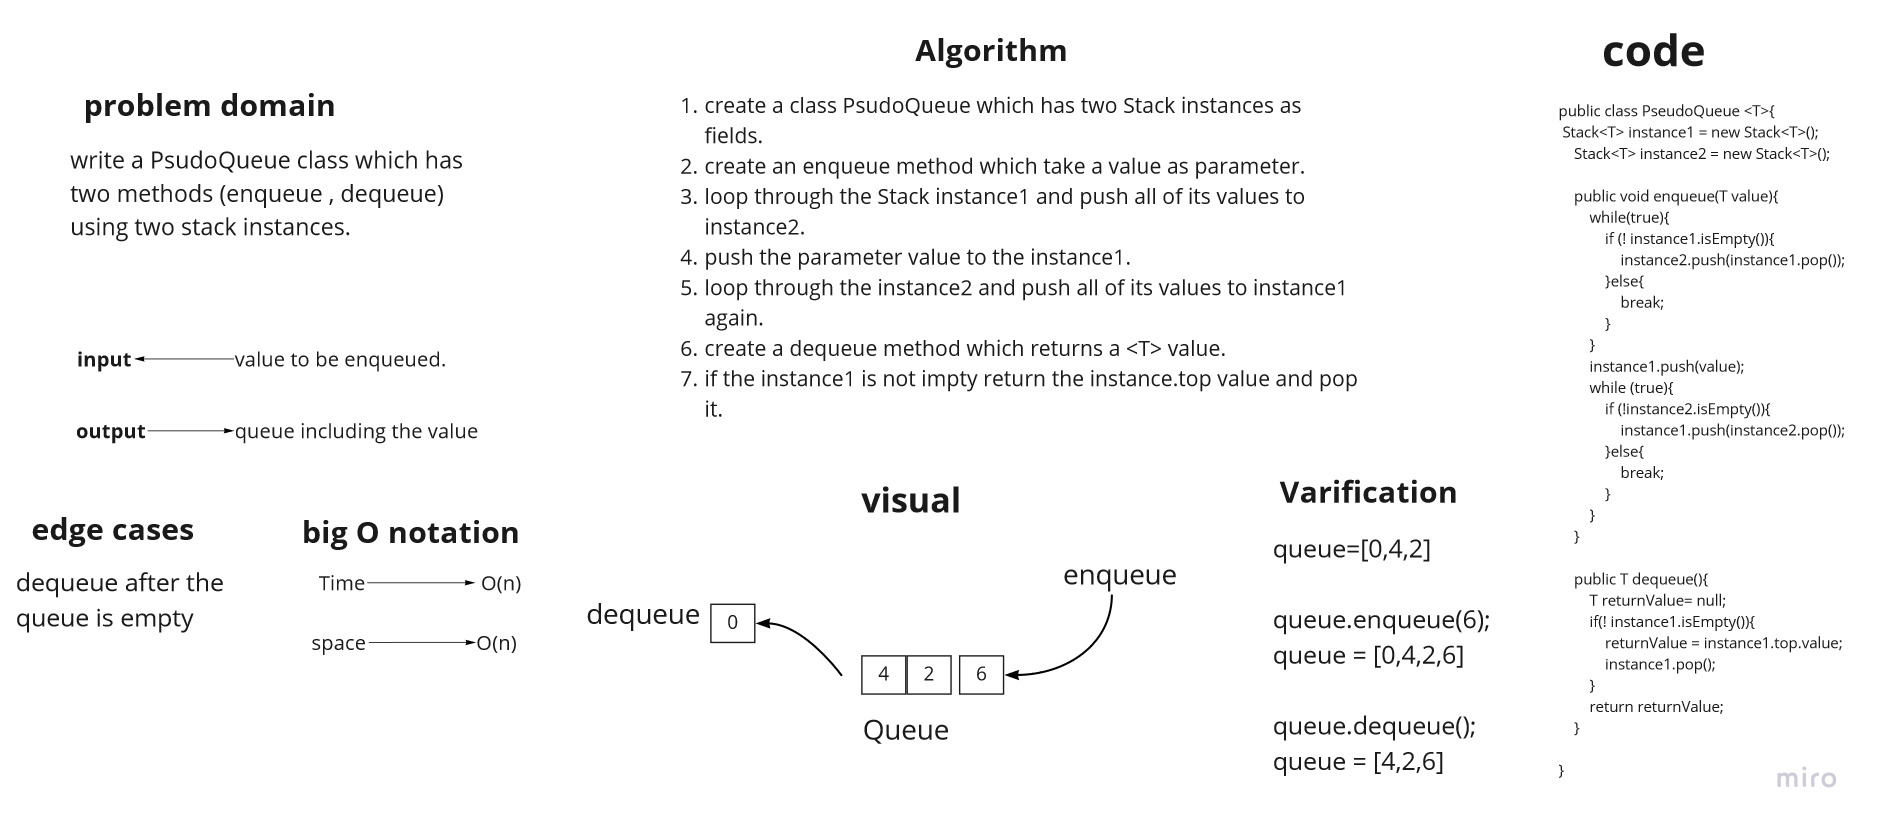 problem domain
write a PsudoQueue class which has
two methods (enqueue , dequeue)
using two stack instances.
input
value to be enqueued.
output
queue including the value
edge cases
dequeue after the
queue is empty
big O notation
Time
O(n)
space
O(n)
Algorithm
1. create a class PsudoQueue which has two Stack instances as
fields.
2. create an enqueue method which take a value as parameter.
3. loop through the Stack instance1 and push all of its values to
instance2.
4. push the parameter value to the instance1.
5. loop through the instance2 and push all of its values to instance1
again.
6. create a dequeue method which returns a <T> value.
7. if the instance1 is not impty return the instance.top value and pop
it.
visual
enqueue
dequeue
0
4
2
6
Queue
Varification
queue=[0,4,2]
queue.enqueue(6);
queue = [0,4,2,6]
queue.dequeue();
queue = [4,2,6]
code
public class PseudoQueue <T>{
Stack<T> instance1 = new Stack<T>();
Stack<T> instance2 = new Stack<T>();
public void enqueue(T value){
while(true){
if (! instance1.isEmpty()){
instance2.push(instance1.pop());
}else{
break;
}
}
instance1.push(value);
while (true){
if (!instance2.isEmpty()){
instance1.push(instance2.pop());
}else{
break;
}
}
}
public T dequeue(){
T returnValue= null;
if(! instance1.isEmpty()){
returnValue = instance1.top.value;
instance1.pop();
}
return returnValue;
}
}
miro